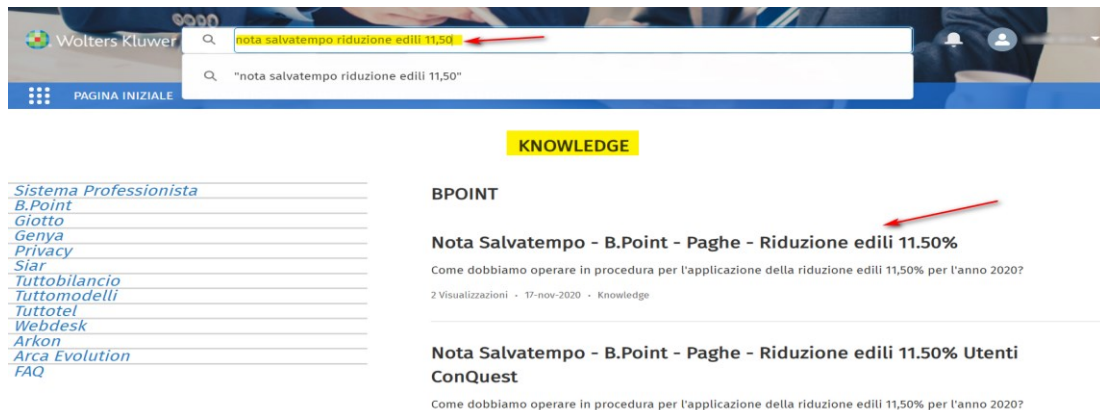 Wolters Kluwer
nota salvatempo riduzione edili 11,50
"nota salvatempo riduzione edili 11,50"
PAGINA INIZIALE
KNOWLEDGE
Sistema Professionista
B.Point
Giotto
Genya
Privacy
Siar
Tuttobilancio
Tuttomodelli
Tuttotel
Webdesk
Arkon
Arca Evolution
FAQ
BPOINT
Nota Salvatempo - B.Point - Paghe - Riduzione edili 11.50%
Come dobbiamo operare in procedura per l'applicazione della riduzione edili 11,50% per l'anno 2020?
2 Visualizzazioni • 17-nov-2020 • Knowledge
Nota Salvatempo - B.Point - Paghe - Riduzione edili 11.50% Utenti
ConQuest
Come dobbiamo operare in procedura per l'applicazione della riduzione edili 11,50% per l'anno 2020?